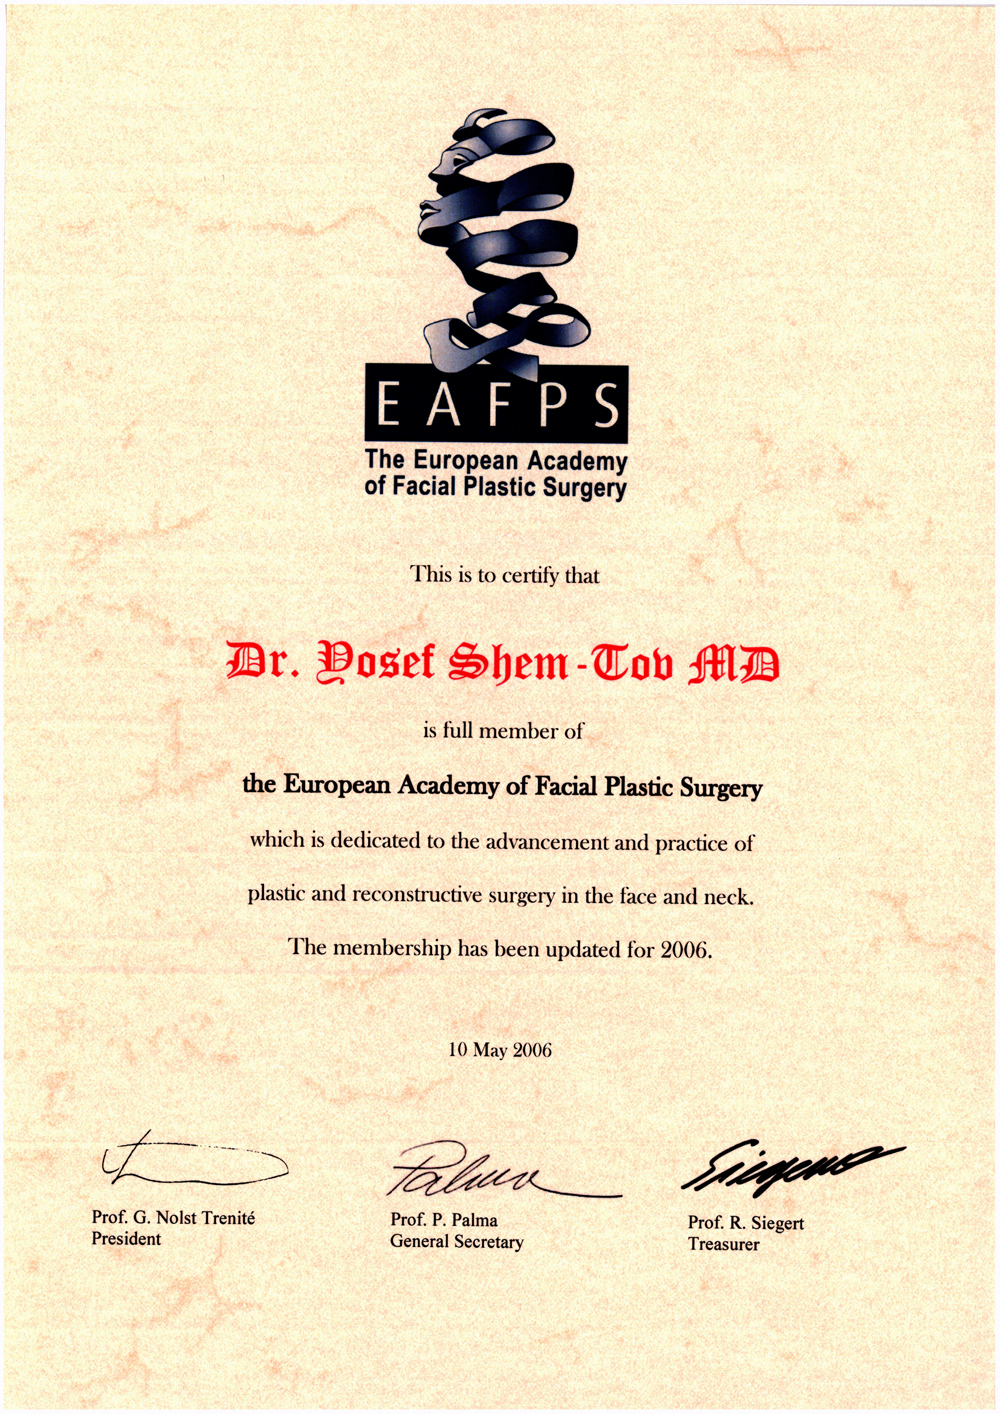 EAFPS
The European Academy
of Facial Plastic Surgery
This is to certify that
Dr. Yosef Shem-Tov MD
is full member of
the European Academy of Facial Plastic Surgery
which is dedicated to the advancement and practice of
plastic and reconstructive surgery in the face and neck.
The membership has been updated for 2006.
10 May 2006
Palma
Prof. G. Nolst Trenité
President
Prof. P. Palma
General Secretary
Prof. R. Siegert
Treasurer